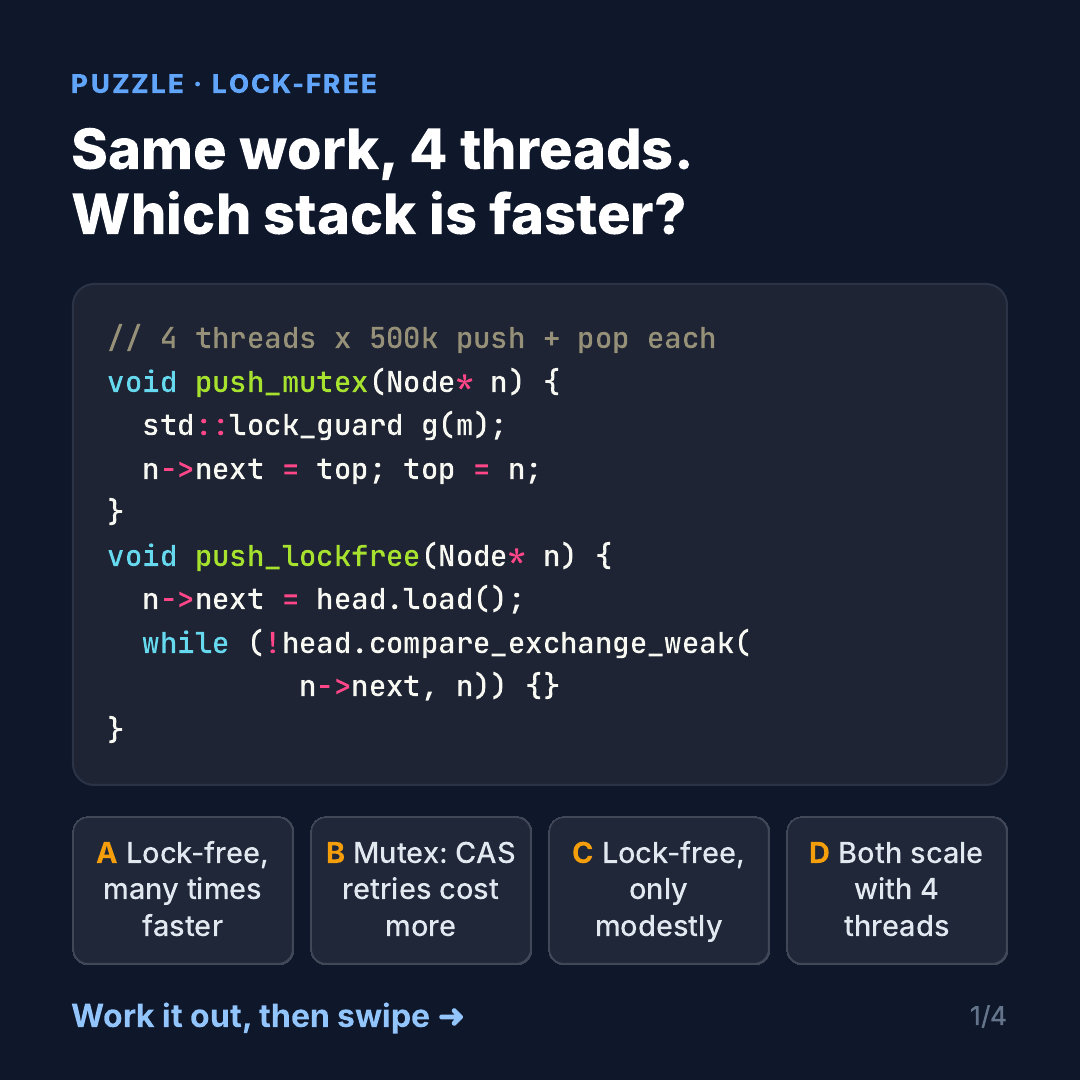 PUZZLE · LOCK-FREE
Same work, 4 threads.
Which stack is faster?
// 4 threads x 500k push + pop each
void push_mutex(Node* n) {
  std::lock_guard g(m);
  n->next = top; top = n;
}
void push_lockfree(Node* n) {
  n->next = head.load();
  while (!head.compare_exchange_weak(
           n->next, n)) {}
}
A Lock-free,
many times
faster
B Mutex: CAS
retries cost
more
C Lock-free,
only
modestly
D Both scale
with 4
threads
Work it out, then swipe ➜
1/4